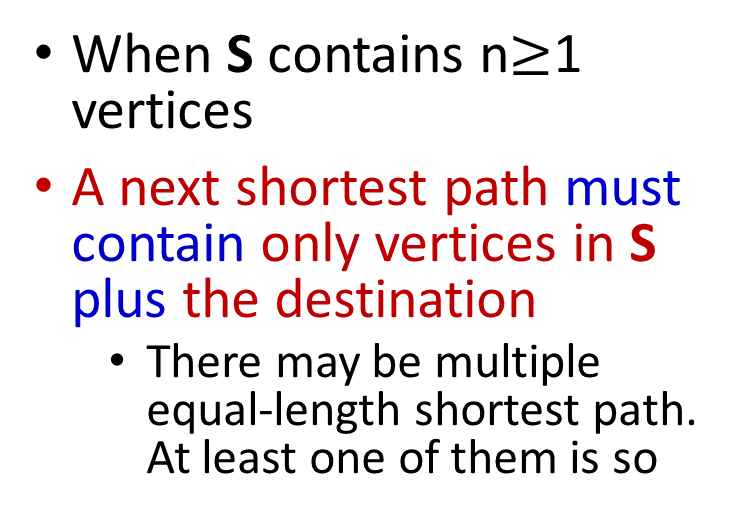 • When S contains n≥1
vertices
• A next shortest path must
contain only vertices in S
plus the destination
• There may be multiple
equal-length shortest path.
At least one of them is so